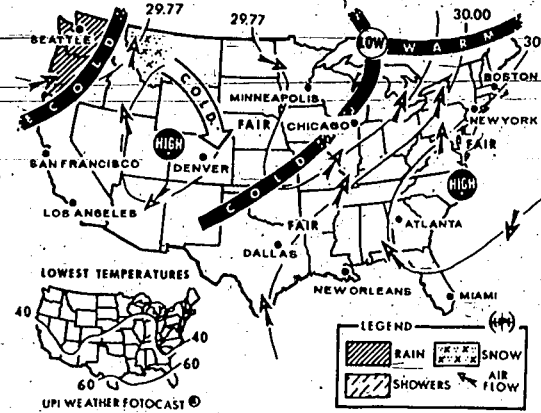 29.77
29.77
30.00
SEATTLE
COLD
COLD
LOW
WARM
30
BOSTON
MINNEAPOLIS
NEW YORK
FAIR
CHICAGO
FAIR
HIGH
SAN FRANCISCO
DENVER
COLD
HIGH
LOS ANGELES
FAIR
ATLANTA
DALLAS
LOWEST TEMPERATURES
NEW ORLEANS
MIAMI
40
40
60
60
LEGEND
RAIN
SNOW
SHOWERS
AIR
FLOW
UPI WEATHER FOTOCAST ®